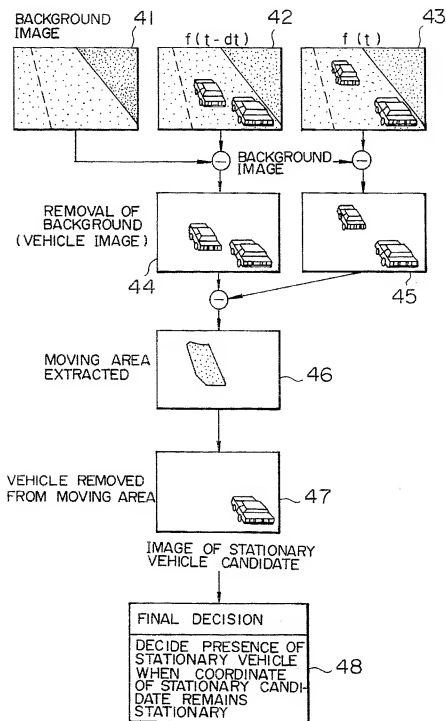 BACKGROUND
IMAGE
41
42
43
f(t-dt)
f(t)
BACKGROUND
IMAGE
REMOVAL OF
BACKGROUND
(VEHICLE IMAGE)
44
45
MOVING AREA
EXTRACTED
46
VEHICLE REMOVED
FROM MOVING AREA
47
IMAGE OF STATIONARY
VEHICLE CANDIDATE
FINAL DECISION
DECIDE PRESENCE OF
STATIONARY VEHICLE
WHEN COORDINATE
OF STATIONARY CANDI-
DATE REMAINS
STATIONARY
48